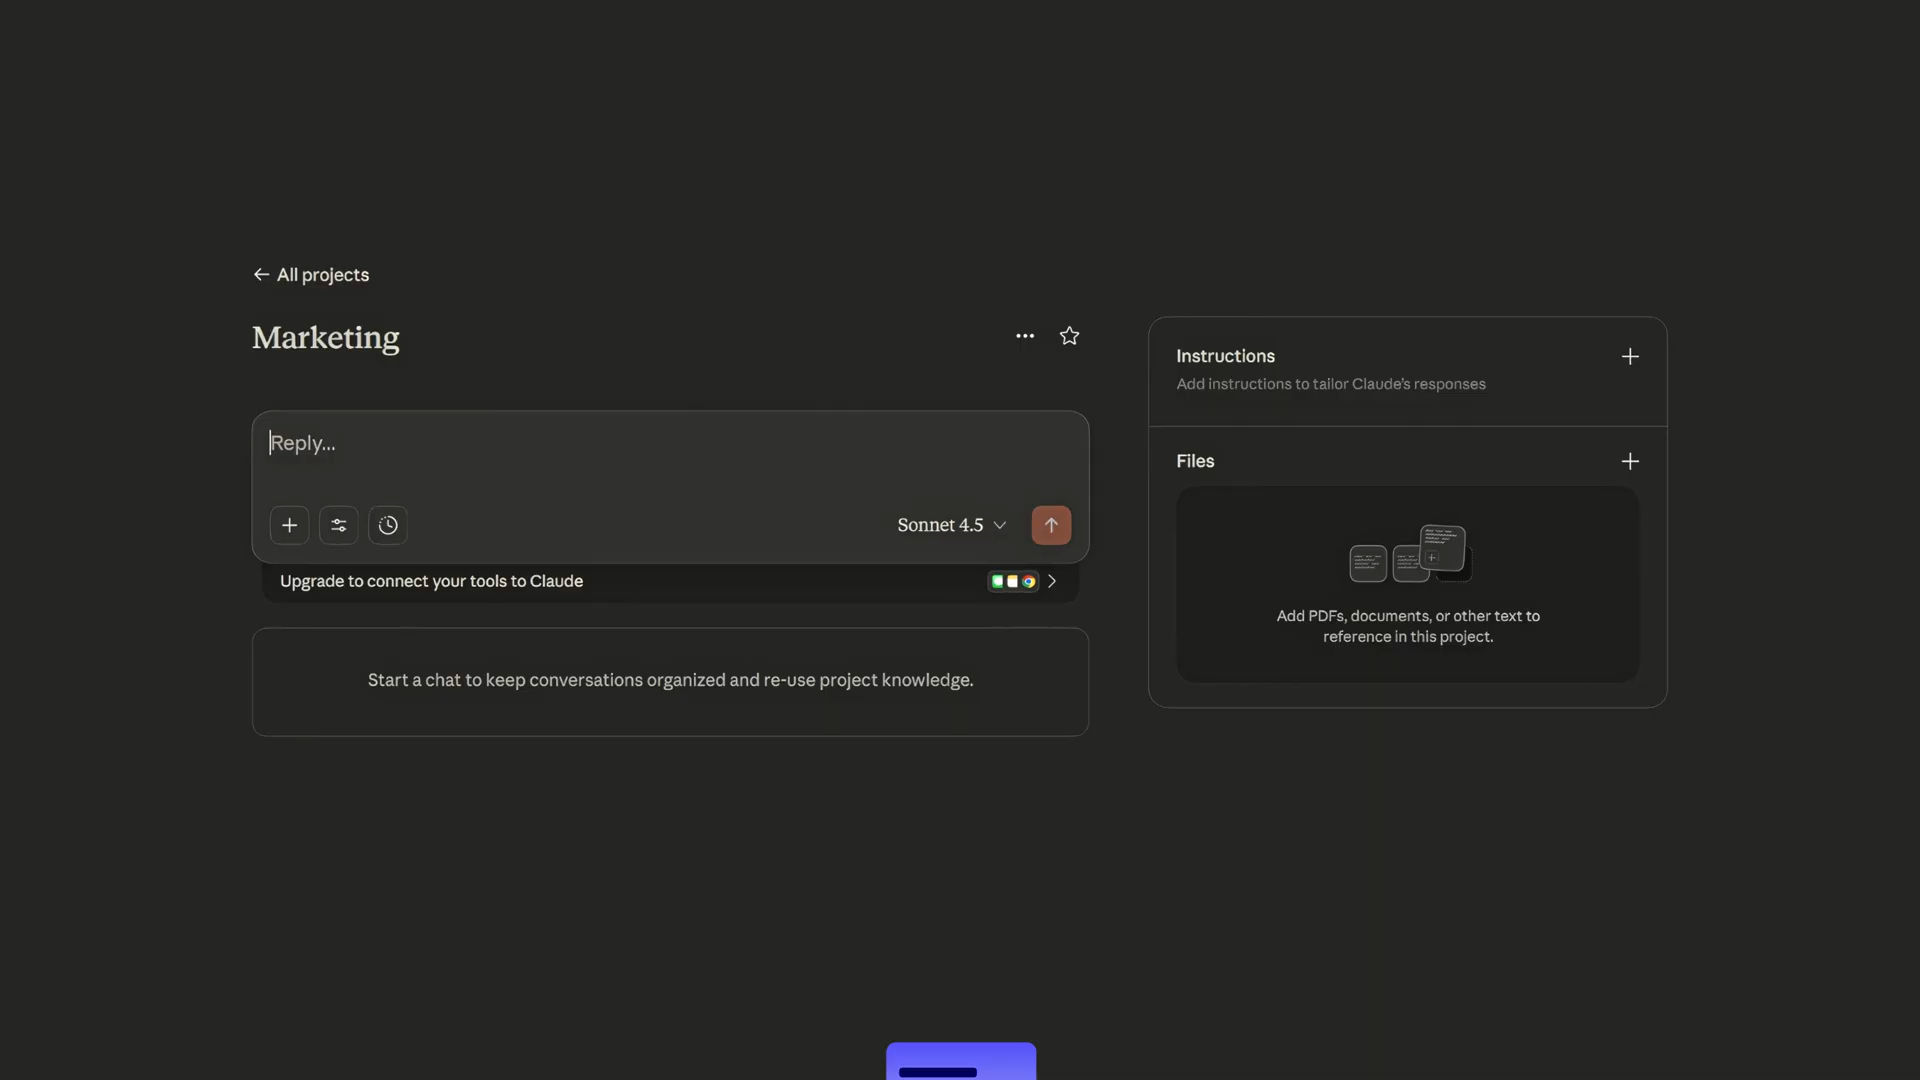 All projects
Marketing
Reply...
Sonnet 4.5
Upgrade to connect your tools to Claude
Start a chat to keep conversations organized and re-use project knowledge.
Instructions
Add instructions to tailor Claude's responses
Files
Add PDFs, documents, or other text to
reference in this project.